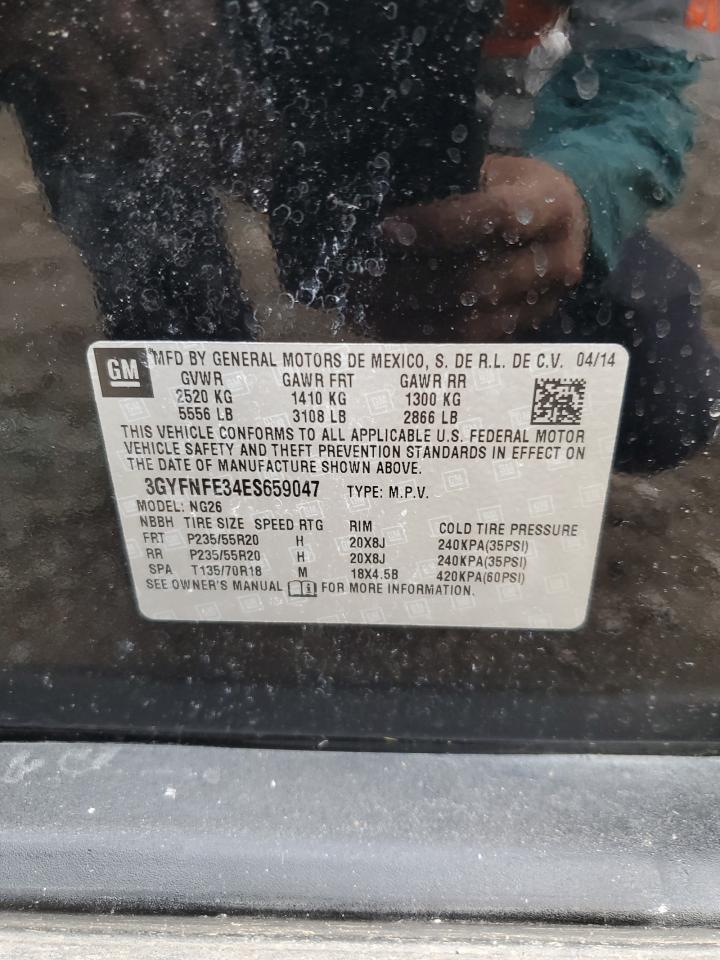 GM MFD BY GENERAL MOTORS DE MEXICO, S. DE R.L. DE C.V. 04/14
GVWR GAWR FRT GAWR RR
2520 KG 1410 KG 1300 KG
5556 LB 3108 LB 2866 LB
THIS VEHICLE CONFORMS TO ALL APPLICABLE U.S. FEDERAL MOTOR
VEHICLE SAFETY AND THEFT PREVENTION STANDARDS IN EFFECT ON
THE DATE OF MANUFACTURE SHOWN ABOVE.
3GYFNFE34ES659047 TYPE: M.P.V.
MODEL: NG26
NBBH TIRE SIZE SPEED RTG RIM COLD TIRE PRESSURE
FRT P235/55R20 H 20X8J 240KPA(35PSI)
RR P235/55R20 H 20X8J 240KPA(35PSI)
SPA T135/70R18 M 18X4.5B 420KPA(60PSI)
SEE OWNER'S MANUAL FOR MORE INFORMATION.